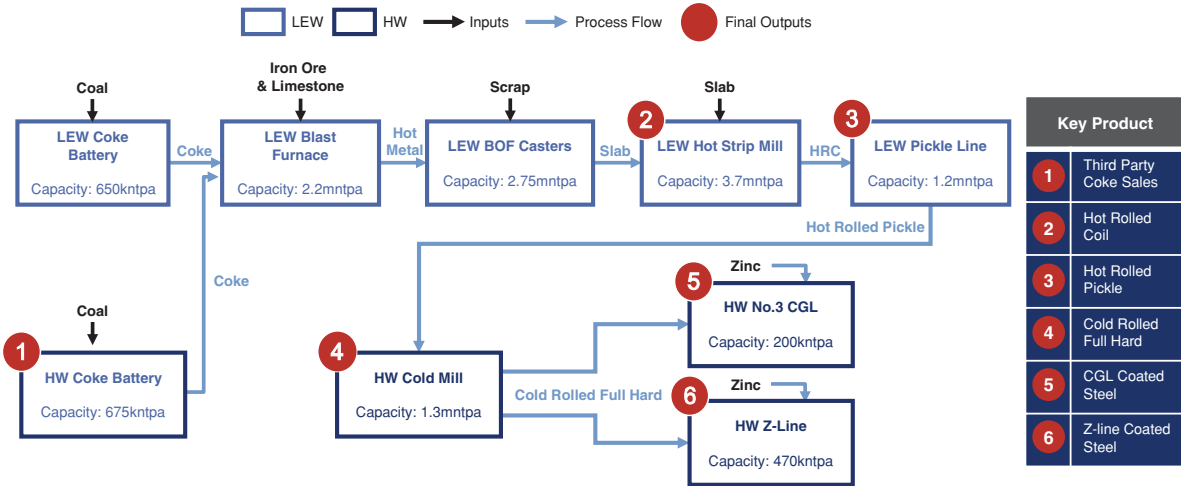 LEW
HW
Inputs
Process Flow
Final Outputs
Coal
LEW Coke
Battery
Capacity: 650kntpa
Coke
Iron Ore
& Limestone
LEW Blast
Furnace
Capacity: 2.2mntpa
Hot
Metal
Scrap
LEW BOF Casters
Capacity: 2.75mntpa
Slab
Slab
2
LEW Hot Strip Mill
Capacity: 3.7mntpa
HRC
3
LEW Pickle Line
Capacity: 1.2mntpa
Hot Rolled Pickle
Coke
Coal
1
HW Coke Battery
Capacity: 675kntpa
4
HW Cold Mill
Capacity: 1.3mntpa
Cold Rolled Full Hard
Zinc
5
HW No.3 CGL
Capacity: 200kntpa
Zinc
6
HW Z-Line
Capacity: 470kntpa
Key Product
1
Third Party
Coke Sales
2
Hot Rolled
Coil
3
Hot Rolled
Pickle
4
Cold Rolled
Full Hard
5
CGL Coated
Steel
6
Z-line Coated
Steel